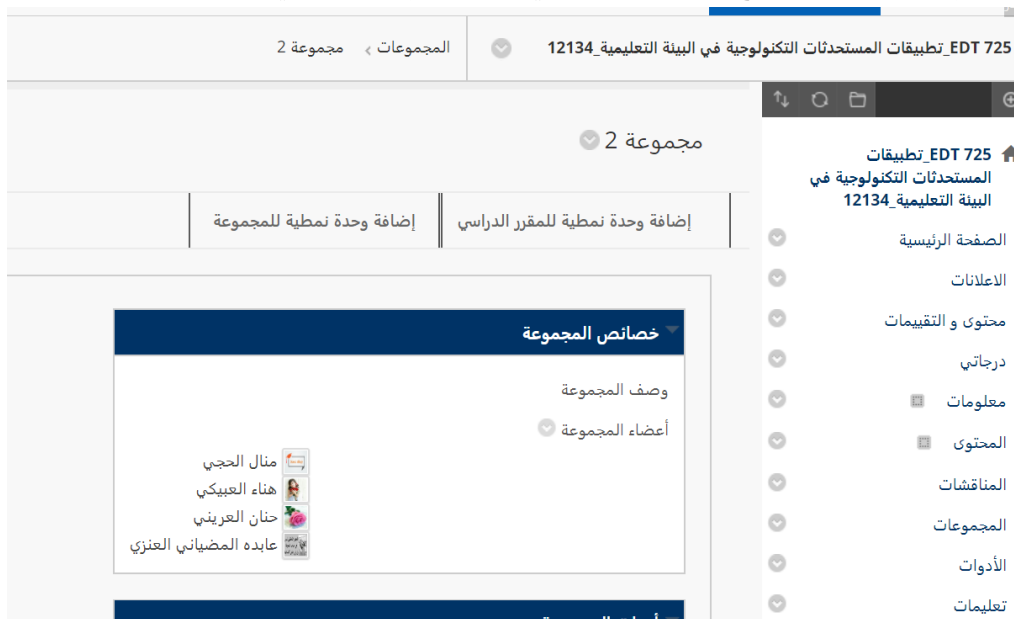 EDT 725_تطبيقات المستحدثات التكنولوجية في البيئة التعليمية_12134
المجموعات
مجموعة 2
EDT 725_تطبيقات
المستحدثات التكنولوجية في
البيئة التعليمية_12134
الصفحة الرئيسية
الاعلانات
محتوى و التقييمات
درجاتي
معلومات
المحتوى
المناقشات
المجموعات
الأدوات
تعليمات
مجموعة 2
إضافة وحدة نمطية للمقرر الدراسي
إضافة وحدة نمطية للمجموعة
خصائص المجموعة
وصف المجموعة
أعضاء المجموعة
منال الحجي
هناء العبيكي
حنان العريني
عابده المضياني العنزي